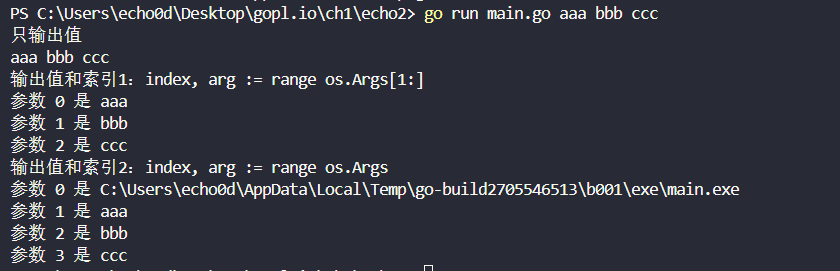 PS C:\Users\echo0d\Desktop\gopl.io\ch1\echo2> go run main.go aaa bbb ccc
只输出值
aaa bbb ccc
输出值和索引1：index, arg := range os.Args[1:]
参数 0 是 aaa
参数 1 是 bbb
参数 2 是 ccc
输出值和索引2：index, arg := range os.Args
参数 0 是 C:\Users\echo0d\AppData\Local\Temp\go-build2705546513\b001\exe\main.exe
参数 1 是 aaa
参数 2 是 bbb
参数 3 是 ccc